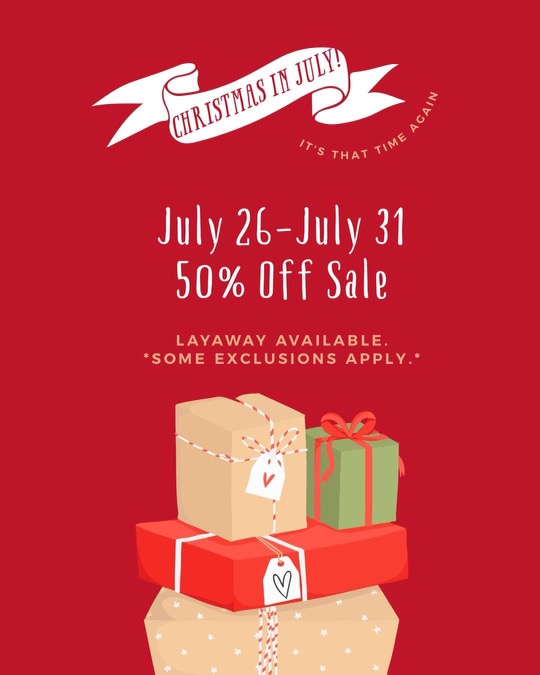 CHRISTMAS IN JULY!
IT'S THAT TIME AGAIN
July 26-July 31
50% Off Sale
LAYAWAY AVAILABLE.
*SOME EXCLUSIONS APPLY.*